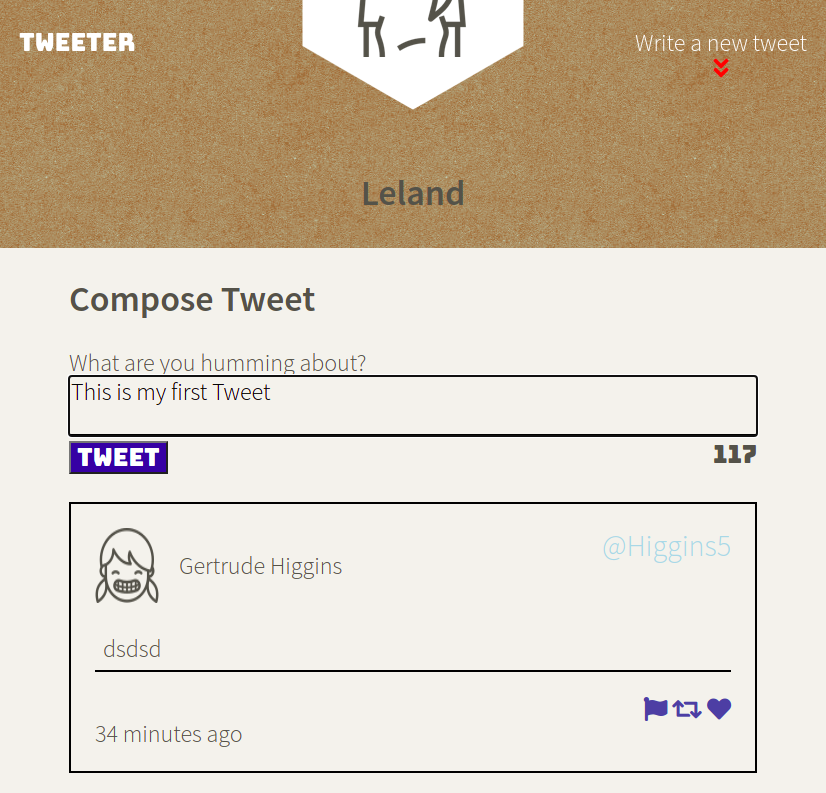 TWEETER
Write a new tweet
Leland
Compose Tweet
What are you humming about?
This is my first Tweet
TWEET
117
Gertrude Higgins
@Higgins5
dsdsd
34 minutes ago